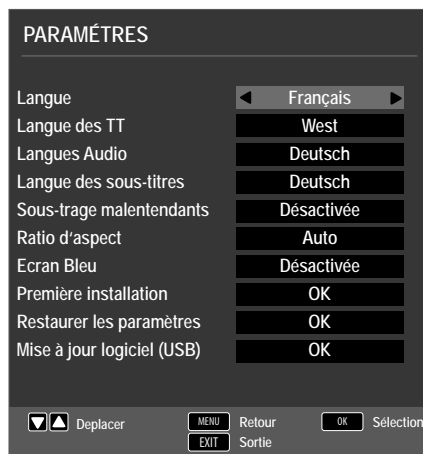 PARAMÉTRES
Langue Français
Langue des TT West
Langues Audio Deutsch
Langue des sous-titres Deutsch
Sous-trage malentendants Désactivée
Ratio d'aspect Auto
Ecran Bleu Désactivée
Première installation OK
Restaurer les paramètres OK
Mise à jour logiciel (USB) OK
Deplacer MENU Retour OK Sélection
EXIT Sortie